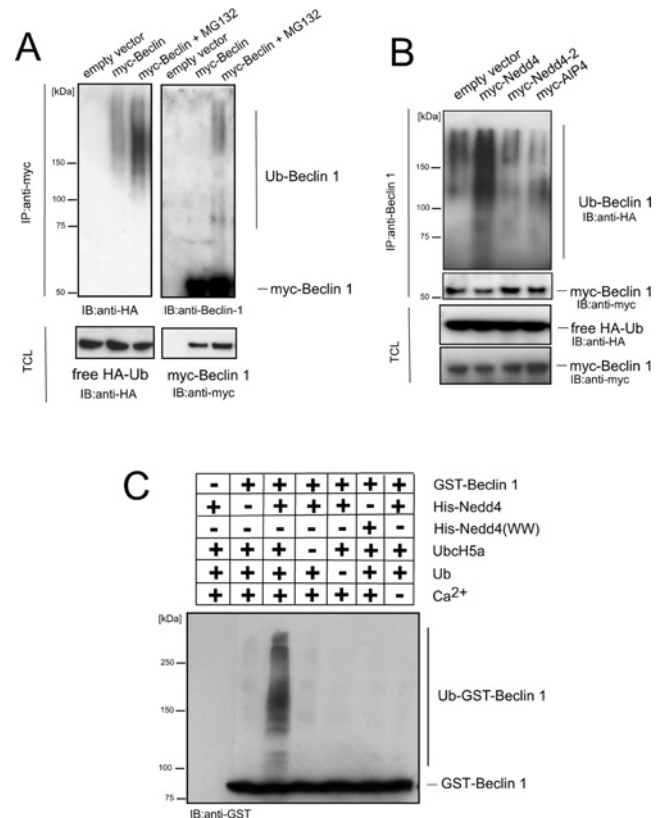 A
empty vector
myc-Beclin
myc-Beclin + MG132
empty vector
myc-Beclin
myc-Beclin + MG132
[kDa]
IP:anti-myc
150
100
75
50
Ub-Beclin 1
myc-Beclin 1
IB:anti-HA
IB:anti-Beclin-1
TCL
free HA-Ub
IB:anti-HA
myc-Beclin 1
IB:anti-myc
B
empty vector
myc-Nedd4
myc-Nedd4-2
myc-AIP4
[kDa]
IP:anti-Beclin 1
150
100
75
50
Ub-Beclin 1
IB:anti-HA
myc-Beclin 1
IB:anti-myc
TCL
free HA-Ub
IB:anti-HA
myc-Beclin 1
IB:anti-myc
C
- + + + + + + GST-Beclin 1
+ - + + + - + His-Nedd4
- - - - - + - His-Nedd4(WW)
+ + + - + + + UbcH5a
+ + + + - + + Ub
+ + + + + + - Ca2+
[kDa]
250
150
100
75
Ub-GST-Beclin 1
GST-Beclin 1
IB:anti-GST